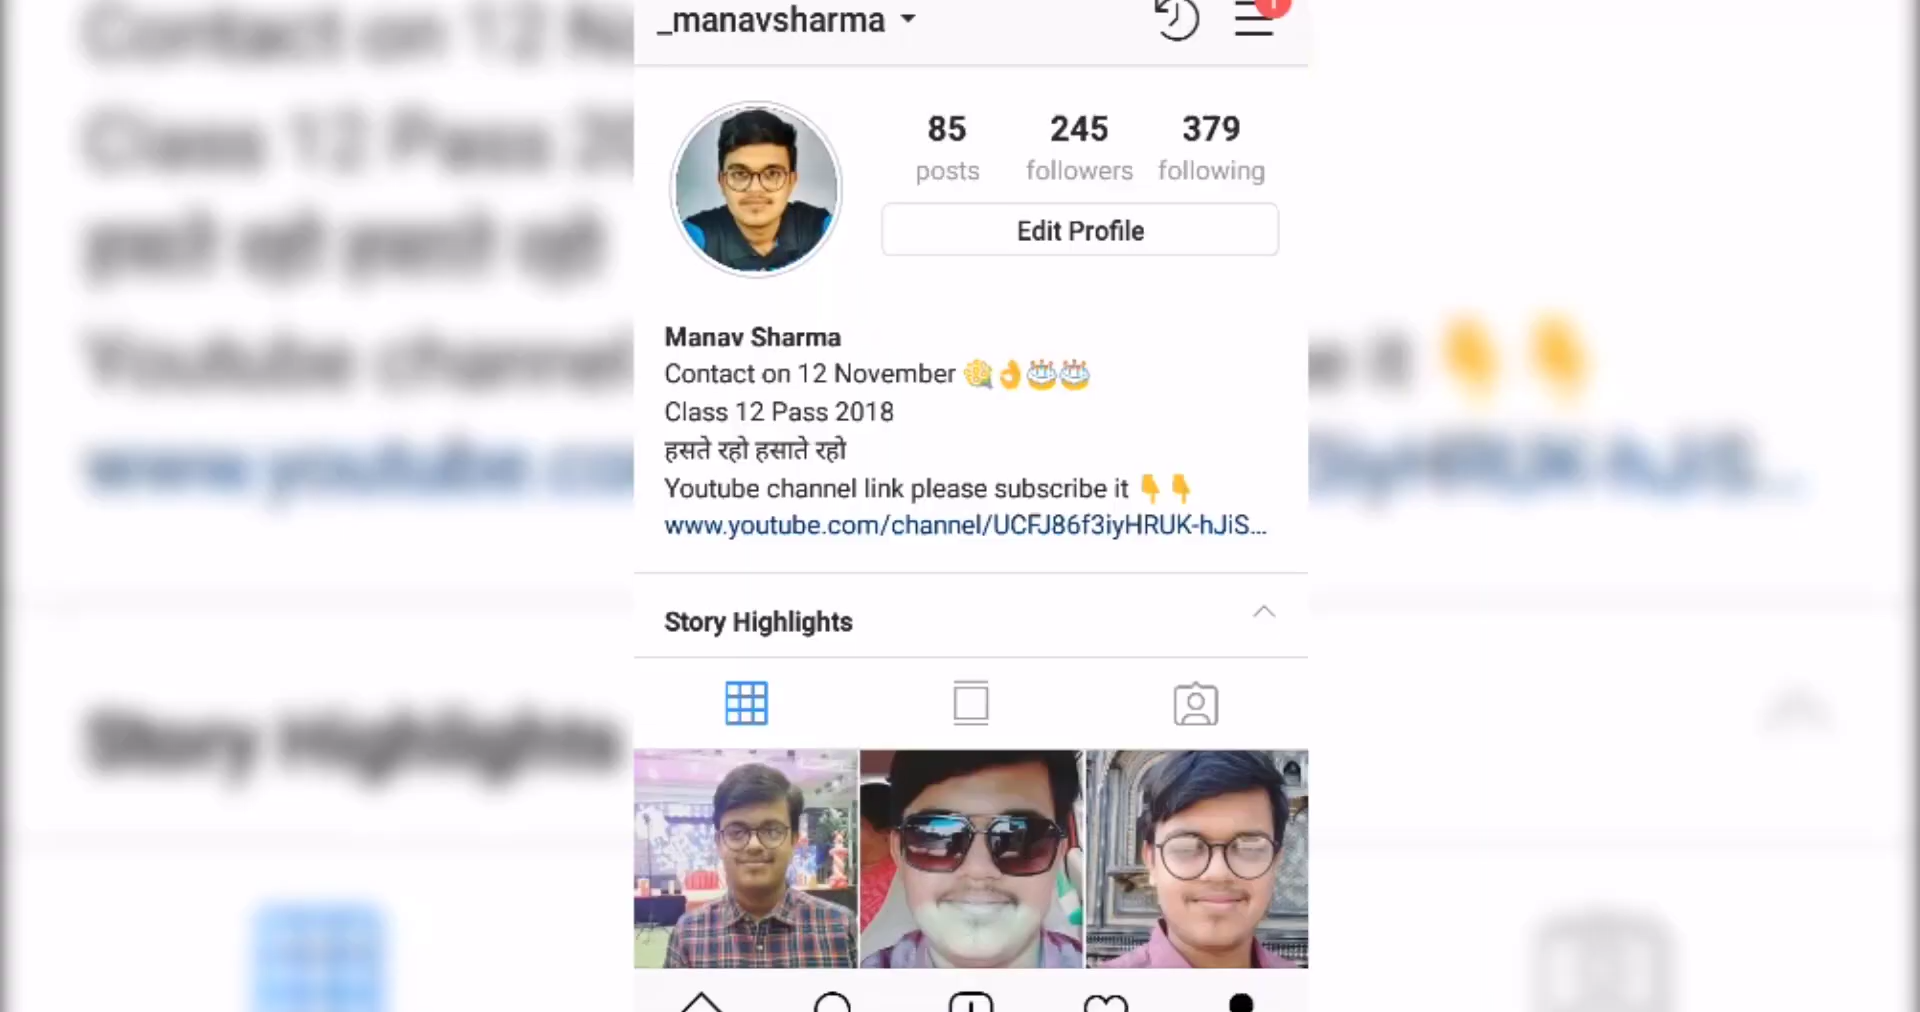 _manavsharma
85 245 379
posts followers following
Edit Profile
Manav Sharma
Contact on 12 November 💐👌🎂🎂
Class 12 Pass 2018
हसते रहो हसाते रहो
Youtube channel link please subscribe it 👇👇
www.youtube.com/channel/UCFJ86f3iyHRUK-hJiS...
Story Highlights